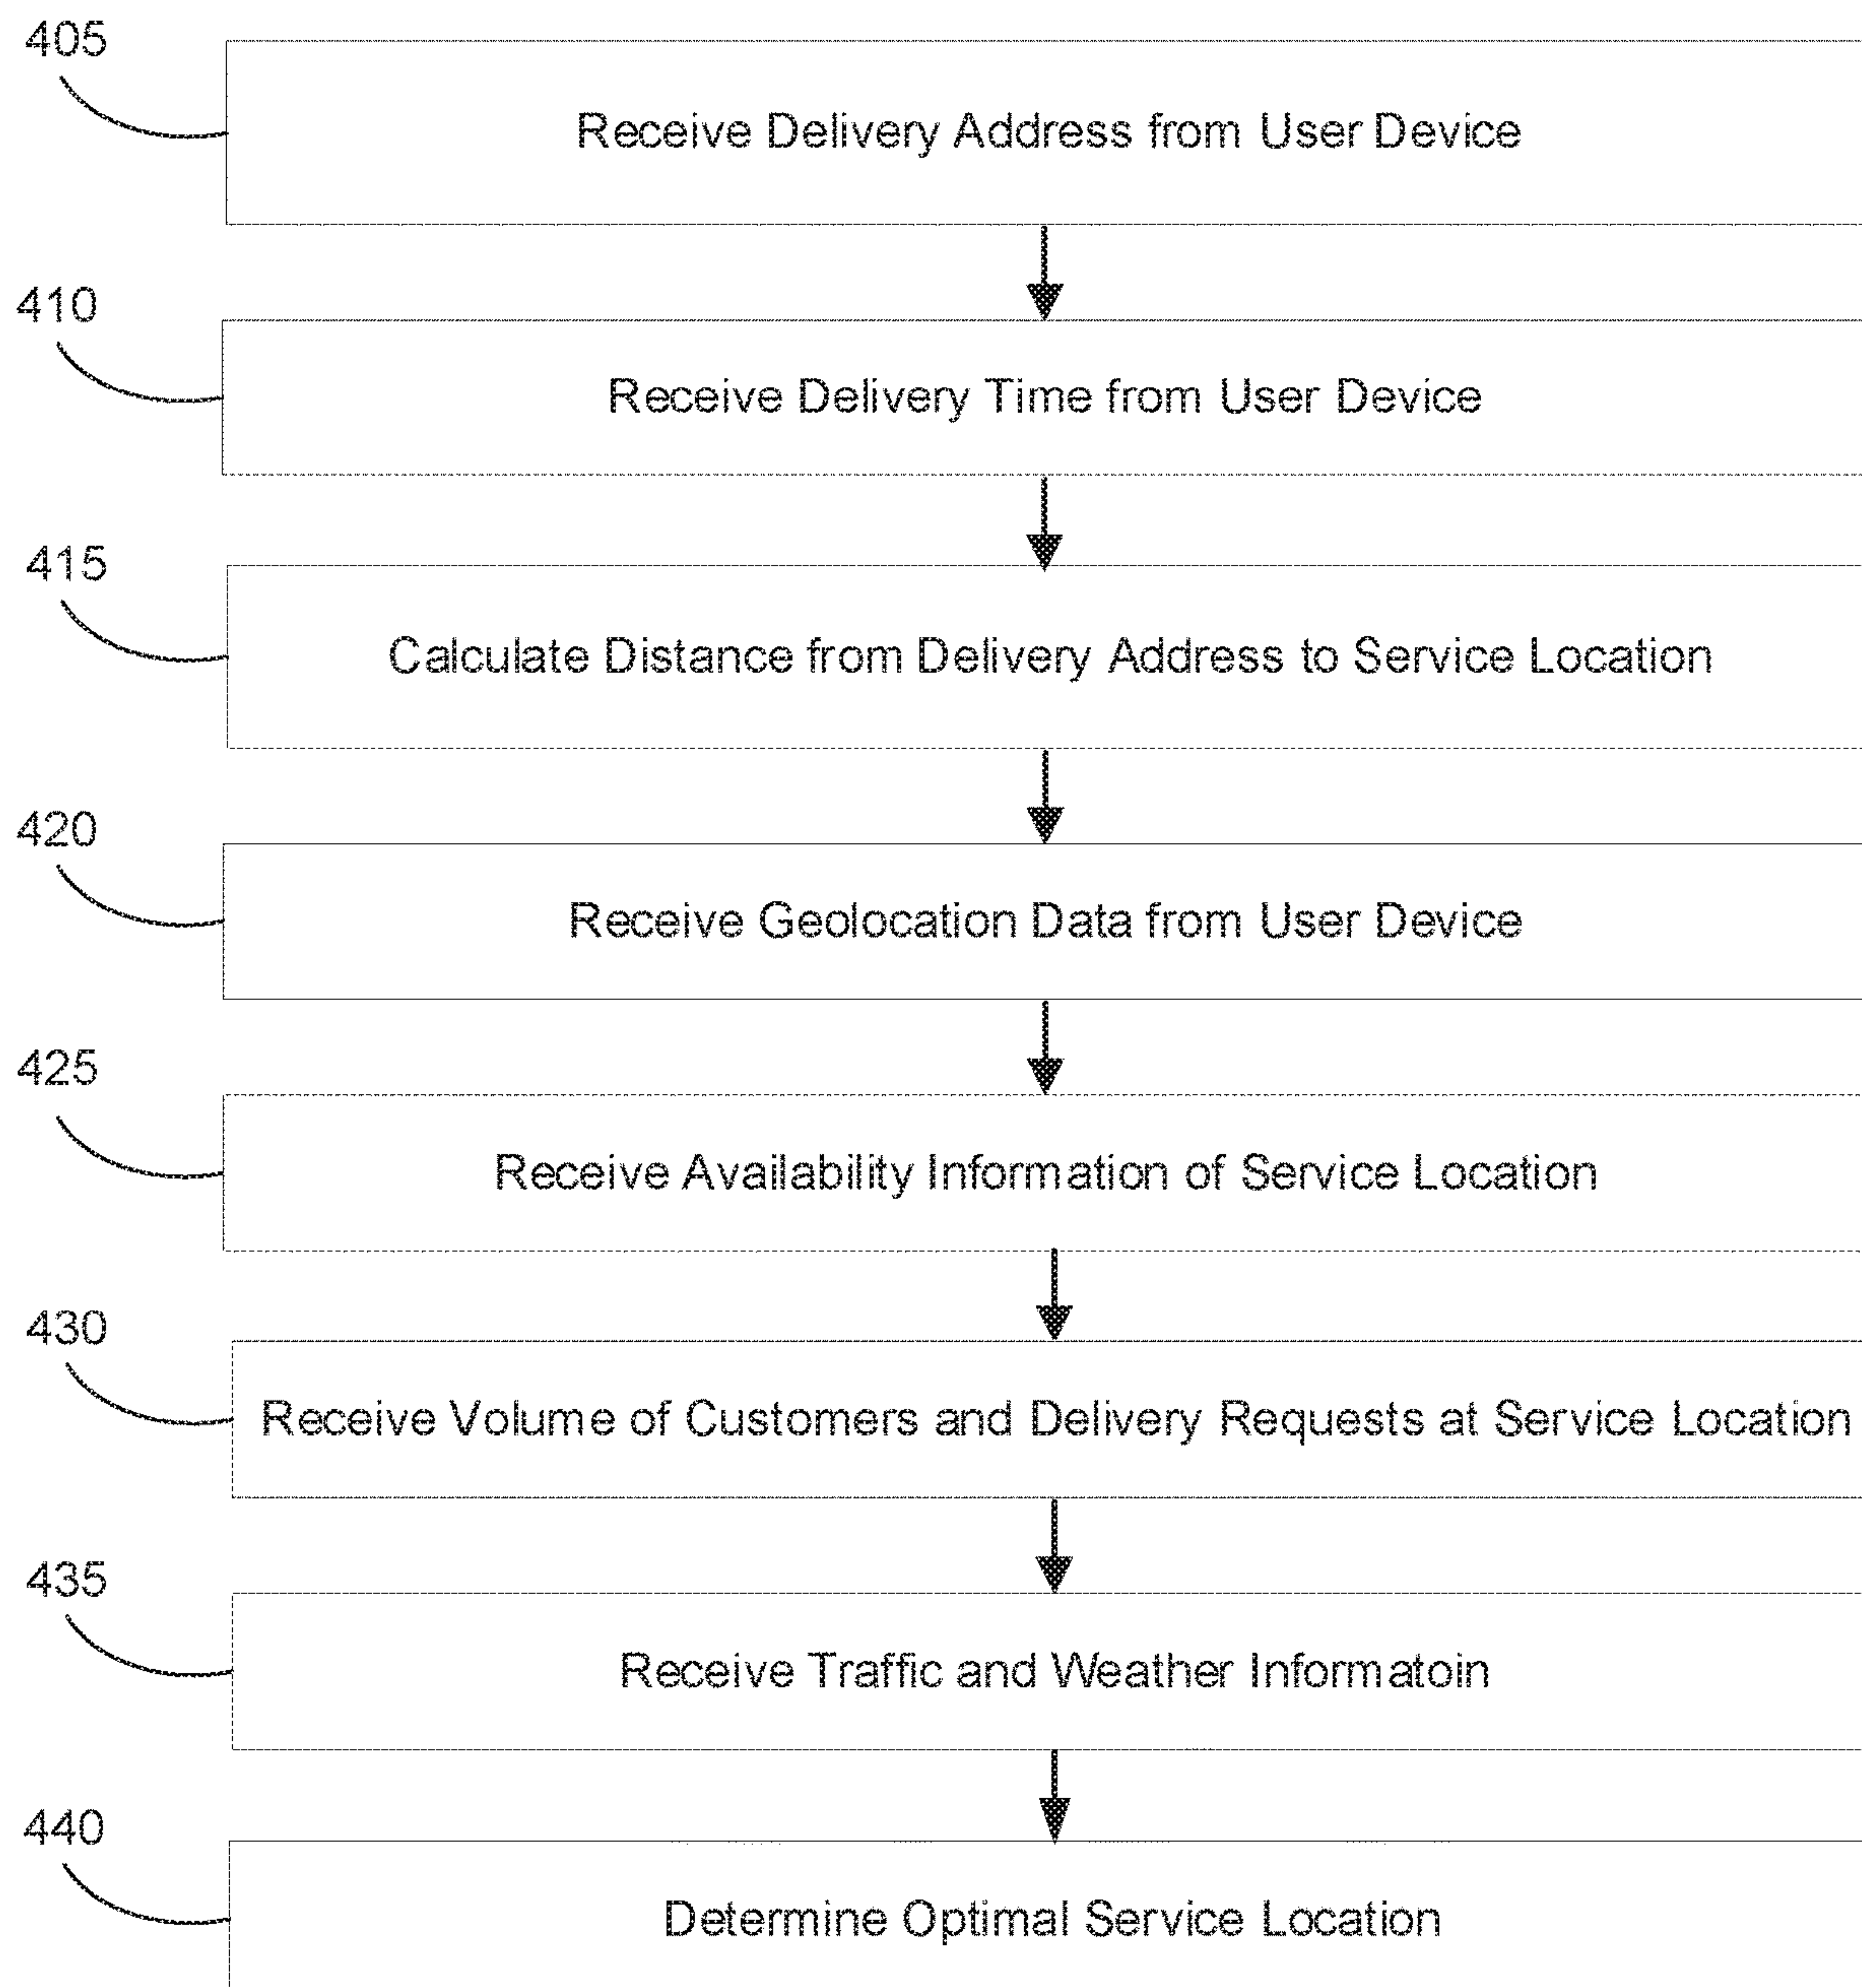 405
Receive Delivery Address from User Device
410
Receive Delivery Time from User Device
415
Calculate Distance from Delivery Address to Service Location
420
Receive Geolocation Data from User Device
425
Receive Availability Information of Service Location
430
Receive Volume of Customers and Delivery Requests at Service Location
435
Receive Traffic and Weather Informatoin
440
Determine Optimal Service Location